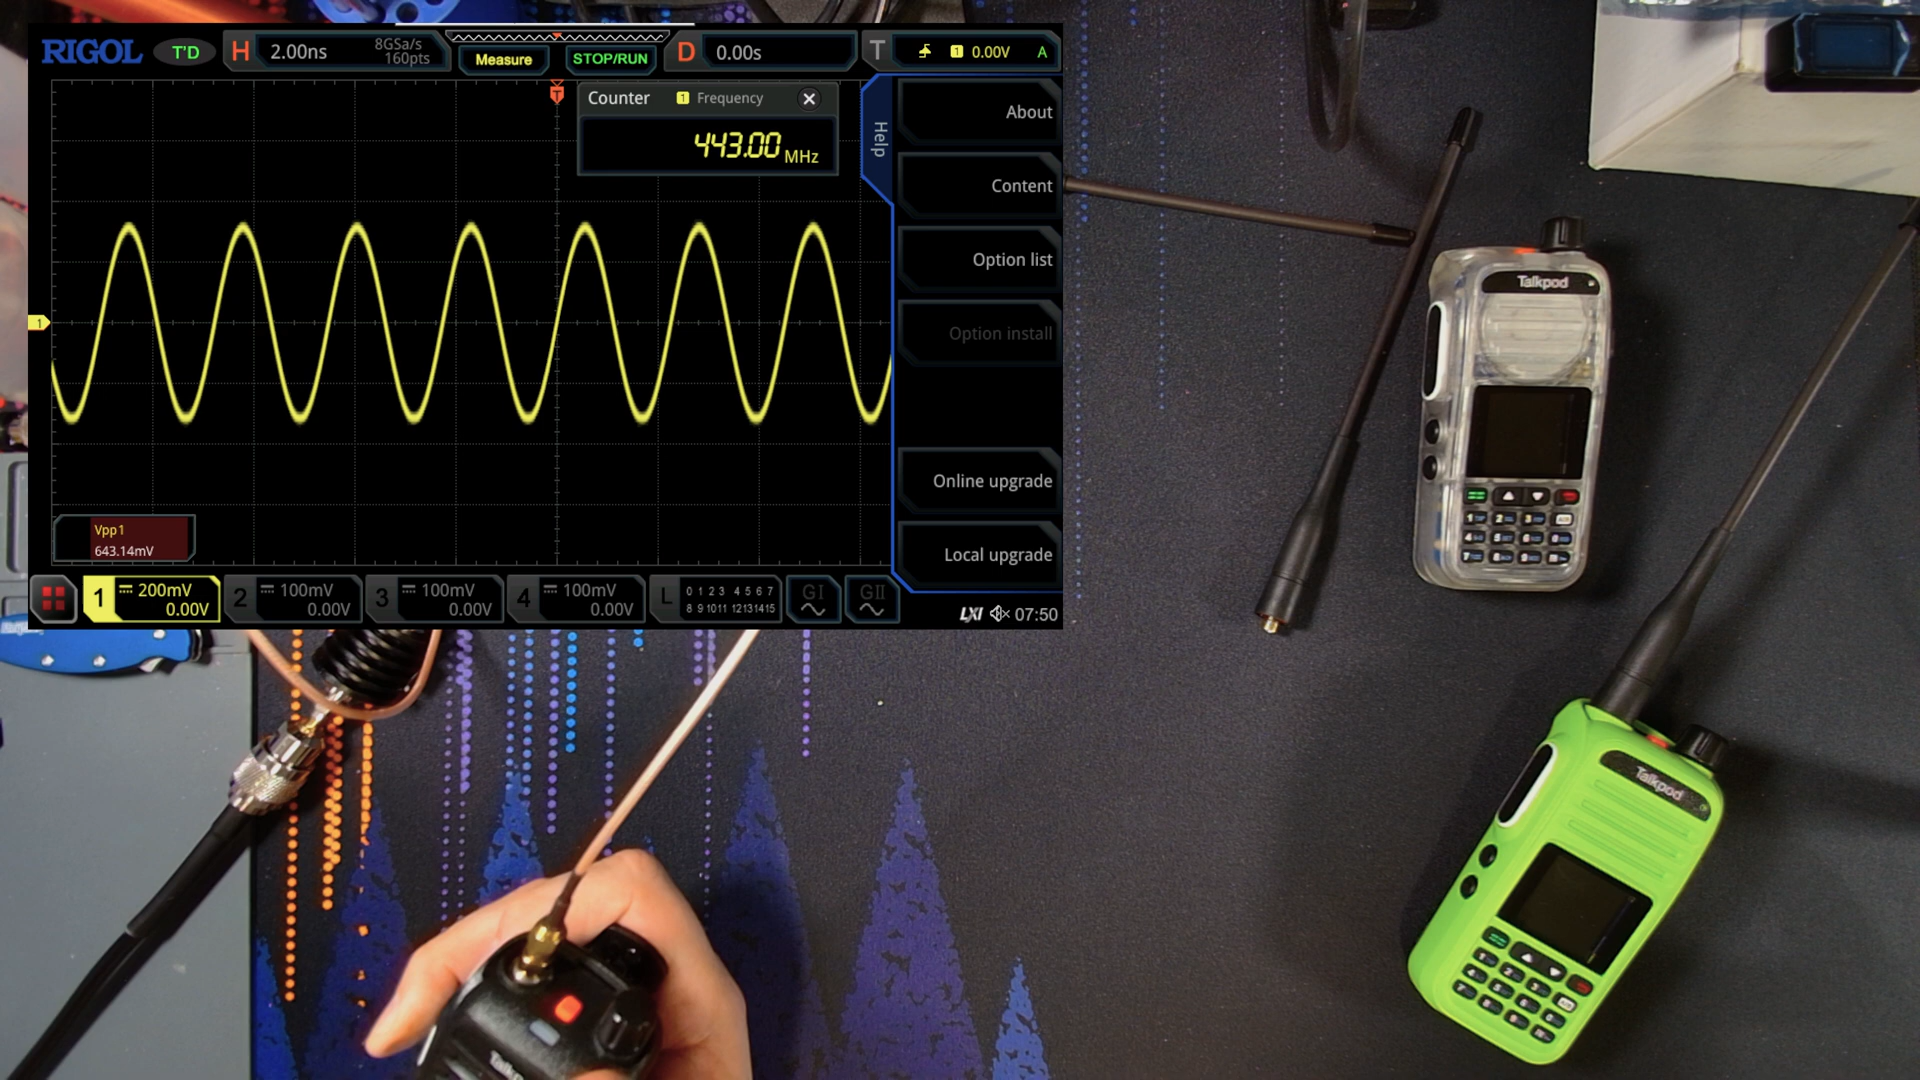 RIGOL T'D H 2.00ns 8GSa/s 160pts Measure STOP/RUN D 0.00s T 1 0.00V A
Counter 1 Frequency
443.00 MHz
Help
About
Content
Option list
Option install
Online upgrade
Local upgrade
T
1
Vpp1
643.14mV
1 200mV 0.00V
2 100mV 0.00V
3 100mV 0.00V
4 100mV 0.00V
L 0 1 2 3 4 5 6 7
8 9 10 11 12 13 14 15
GI
GII
LXI 07:50
Talkpod
Talkpod